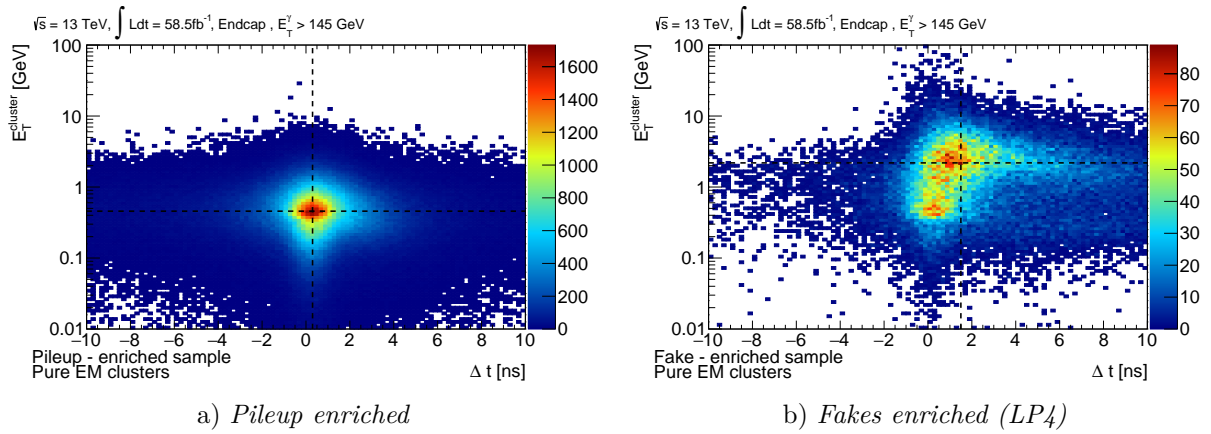 √s = 13 TeV, ∫ Ldt = 58.5fb⁻¹, Endcap , E_T^γ > 145 GeV
E_T^cluster [GeV]
100
10
1
0.1
0.01
−10 −8 −6 −4 −2 0 2 4 6 8 10
1600
1400
1200
1000
800
600
400
200
0
Pileup - enriched sample
Pure EM clusters
Δ t [ns]
a) Pileup enriched
√s = 13 TeV, ∫ Ldt = 58.5fb⁻¹, Endcap , E_T^γ > 145 GeV
E_T^cluster [GeV]
100
10
1
0.1
0.01
−10 −8 −6 −4 −2 0 2 4 6 8 10
80
70
60
50
40
30
20
10
0
Fake - enriched sample
Pure EM clusters
Δ t [ns]
b) Fakes enriched (LP4)